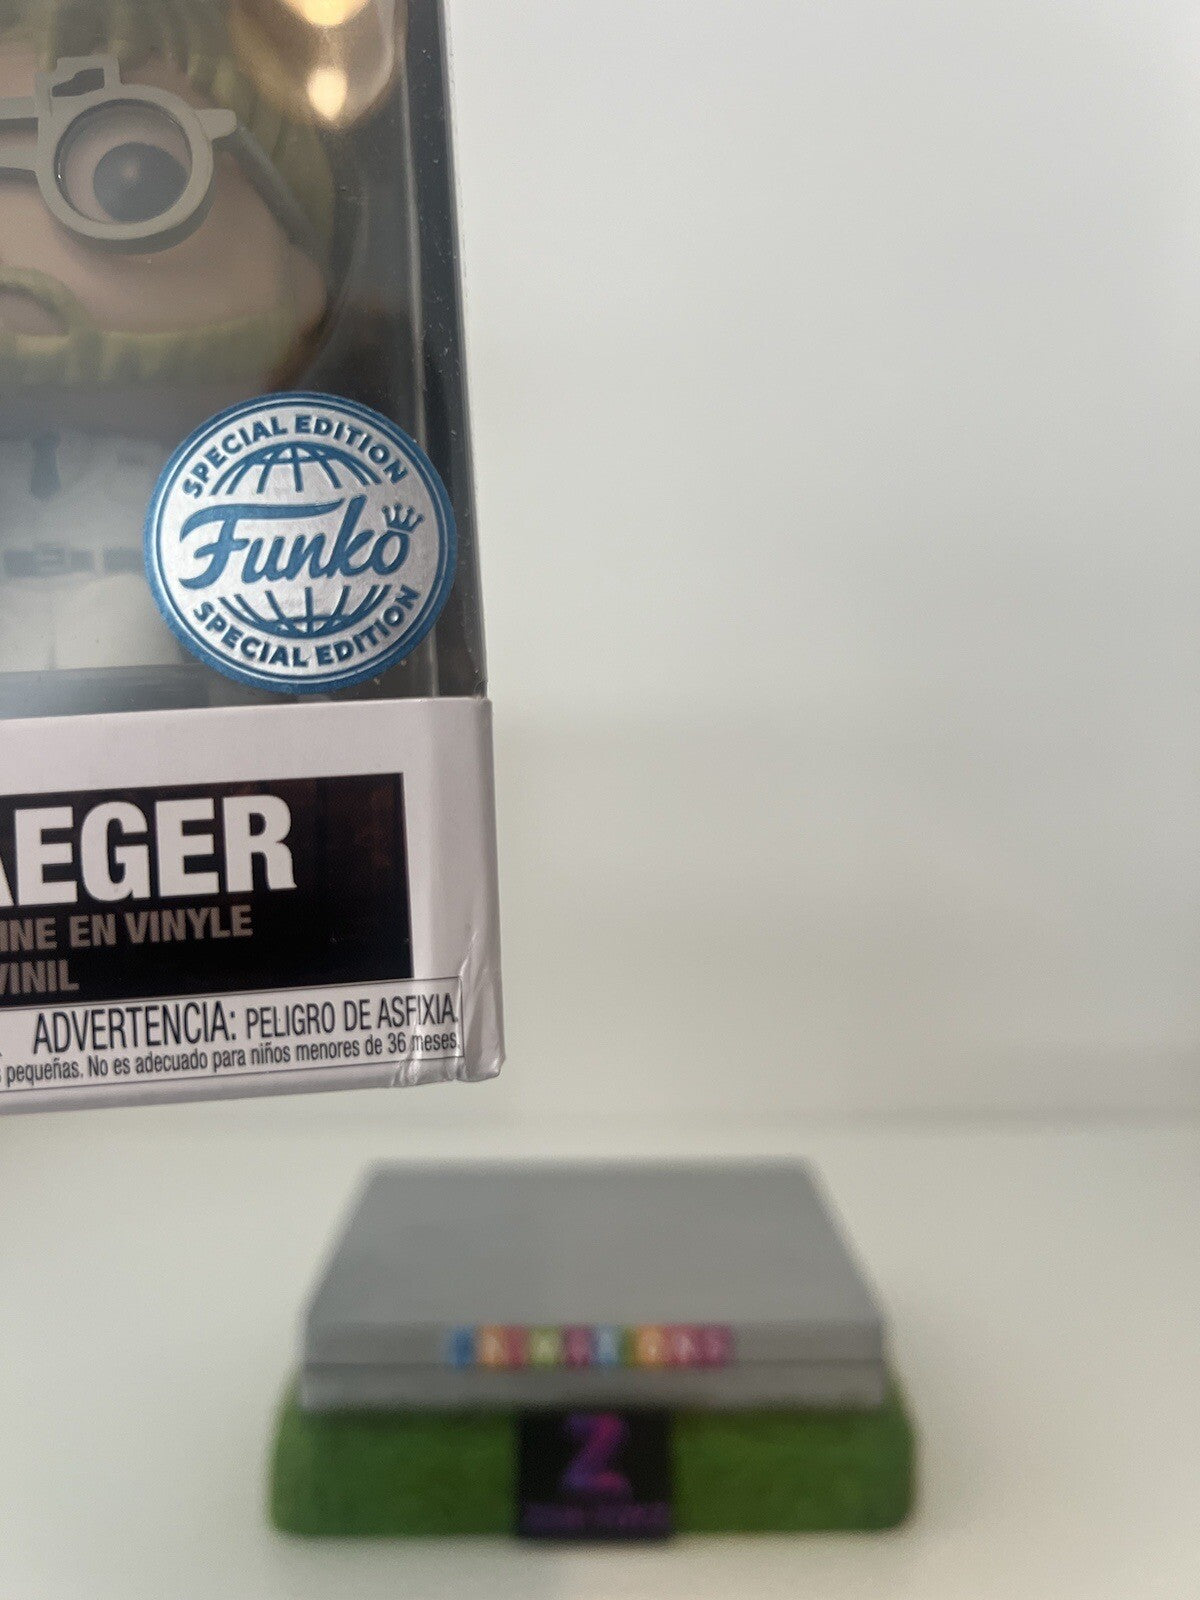 SPECIAL EDITION
Funko
SPECIAL EDITION
AEGER
INE EN VINYLE
VINIL
ADVERTENCIA: PELIGRO DE ASFIXIA.
pequeñas. No es adecuado para niños menores de 36 meses.
Z